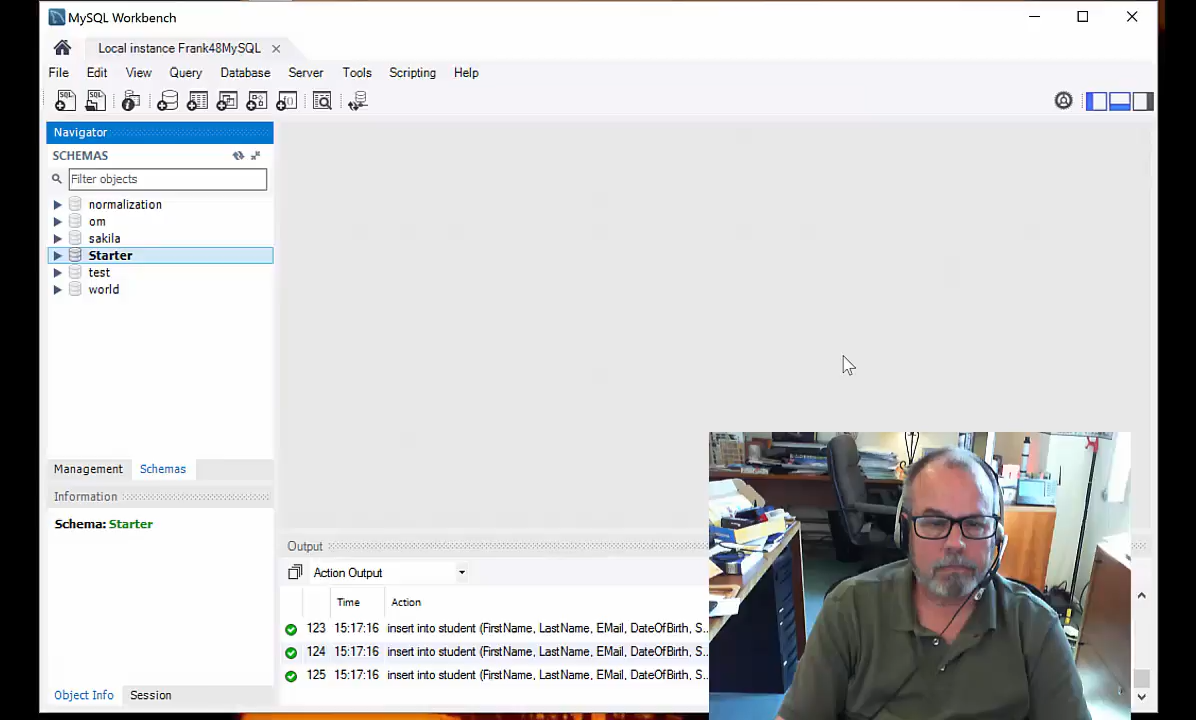 MySQL Workbench
Local instance Frank48MySQL
File Edit View Query Database Server Tools Scripting Help
Navigator
SCHEMAS
Filter objects
normalization
om
sakila
Starter
test
world
Management Schemas
Information
Schema: Starter
Object Info Session
Output
Action Output
Time Action
123 15:17:16 insert into student (FirstName, LastName, EMail, DateOfBirth, S..
124 15:17:16 insert into student (FirstName, LastName, EMail, DateOfBirth, S..
125 15:17:16 insert into student (FirstName, LastName, EMail, DateOfBirth, S..